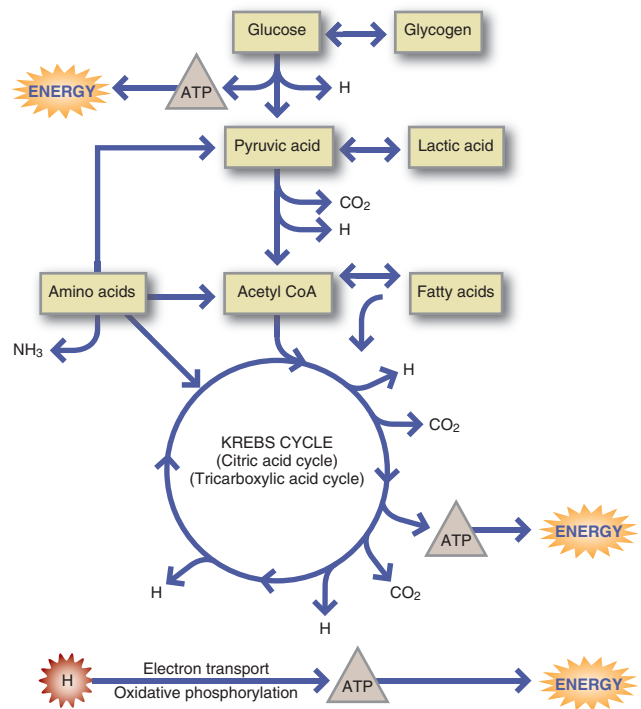 Glucose
Glycogen
ENERGY
ATP
H
Pyruvic acid
Lactic acid
CO2
H
Amino acids
Acetyl CoA
Fatty acids
NH3
H
CO2
KREBS CYCLE
(Citric acid cycle)
(Tricarboxylic acid cycle)
ATP
ENERGY
CO2
H
H
H
Electron transport
Oxidative phosphorylation
ATP
ENERGY